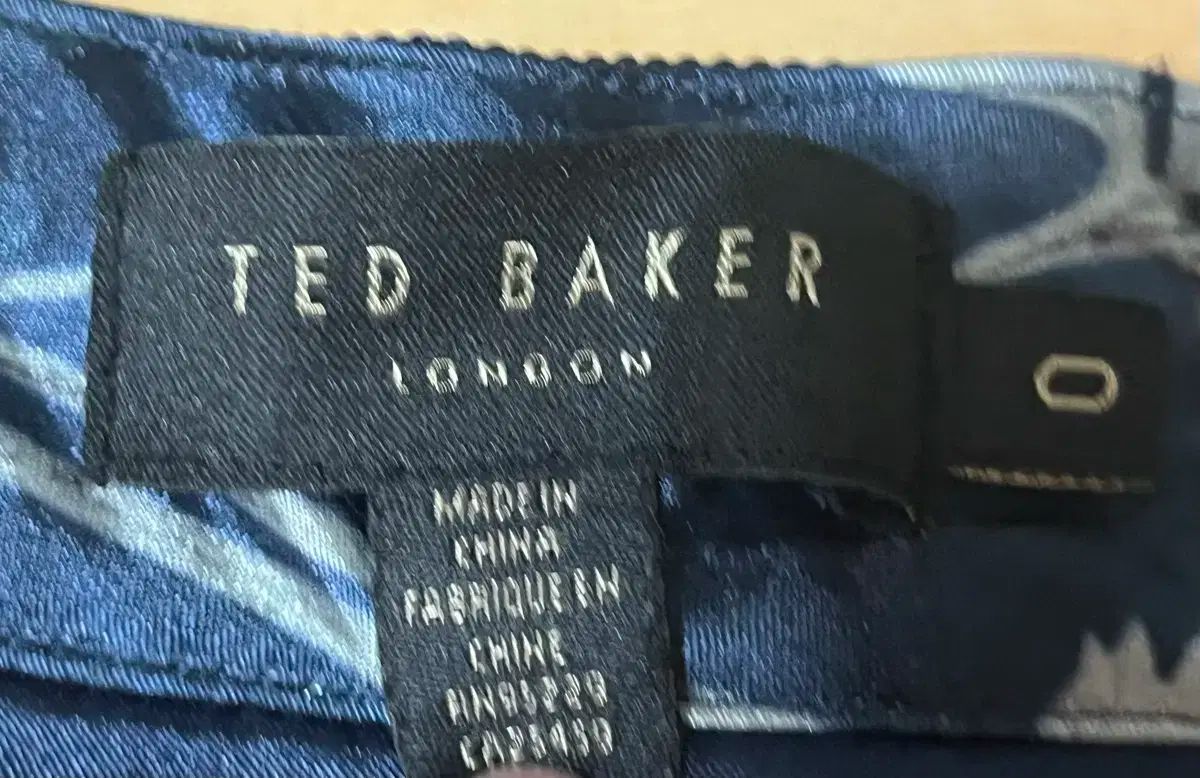 TED BAKER
LONDON
0
MADE IN
CHINA
FABRIQUE EN
CHINE